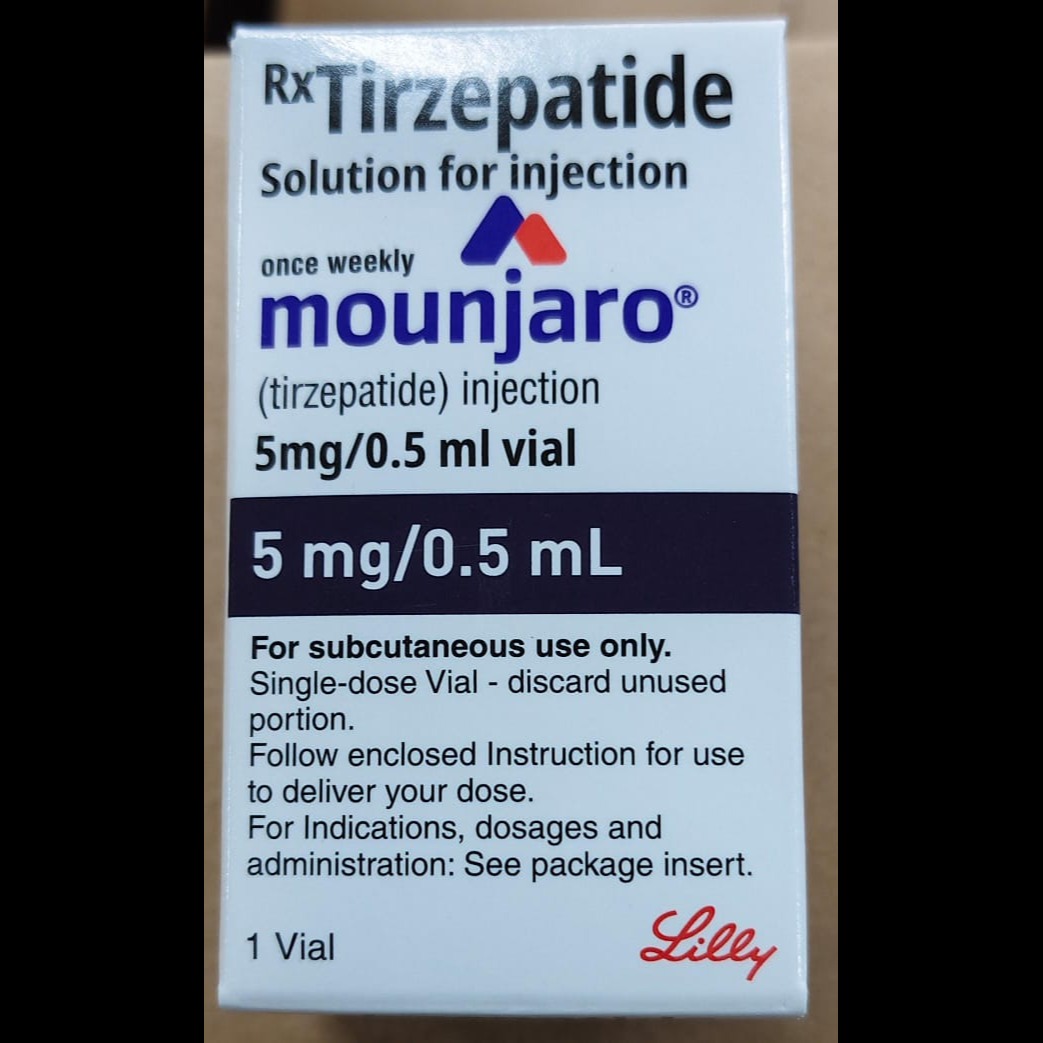 RxTirzepatide
Solution for injection
once weekly
mounjaro®
(tirzepatide) injection
5mg/0.5 ml vial
5 mg/0.5 mL
For subcutaneous use only.
Single-dose Vial - discard unused
portion.
Follow enclosed Instruction for use
to deliver your dose.
For Indications, dosages and
administration: See package insert.
1 Vial
Lilly